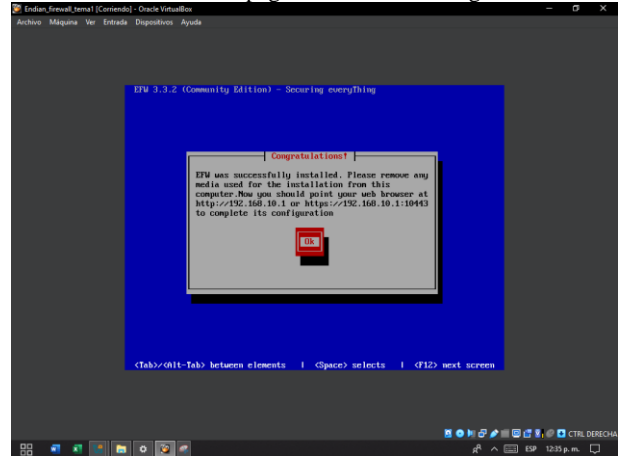 Endian_firewall_tema1 [Corriendo] - Oracle VirtualBox
Archivo Máquina Ver Entrada Dispositivos Ayuda
EFW 3.3.2 (Community Edition) - Securing everyThing
Congratulations!
EFW was successfully installed. Please remove any
media used for the installation from this
computer.Now you should point your web browser at
http://192.168.10.1 or https://192.168.10.1:10443
to complete its configuration
Ok
<Tab>/<Alt-Tab> between elements | <Space> selects | <F12> next screen
CTRL DERECHA
ESP 12:35 p. m.